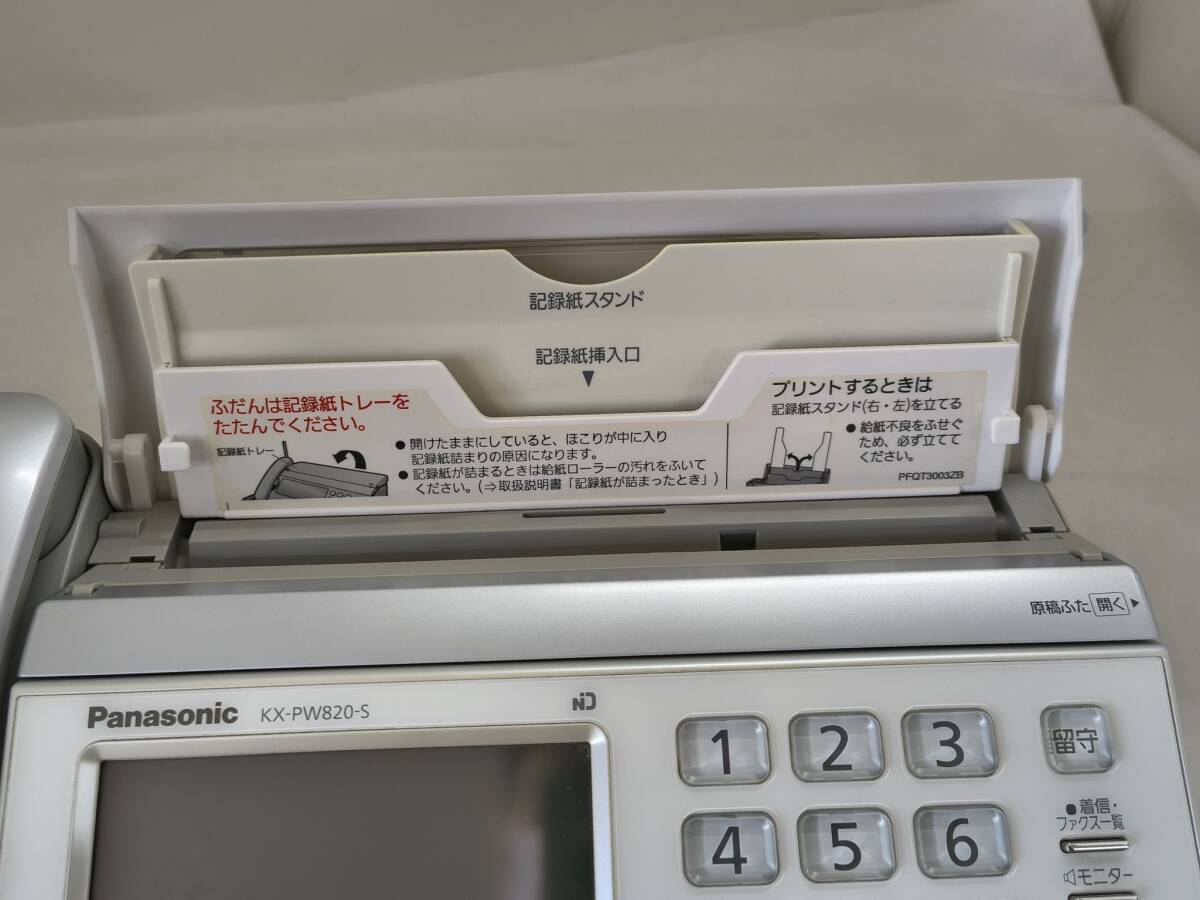 記録紙スタンド
記録紙挿入口
▼
ふだんは記録紙トレーを
たたんでください。
記録紙トレー
●開けたままにしていると、ほこりが中に入り
記録紙詰まりの原因になります。
●記録紙が詰まるときは給紙ローラーの汚れをふいて
ください。(⇒取扱説明書「記録紙が詰まったとき」)
プリントするときは
記録紙スタンド(右・左)を立てる
●給紙不良をふせぐ
ため、必ず立てて
ください。
PFQT3003ZB
原稿ふた 開く ▶
Panasonic KX-PW820-S
ND
1 2 3 留守
●着信・
ファクス一覧
4 5 6
モニター